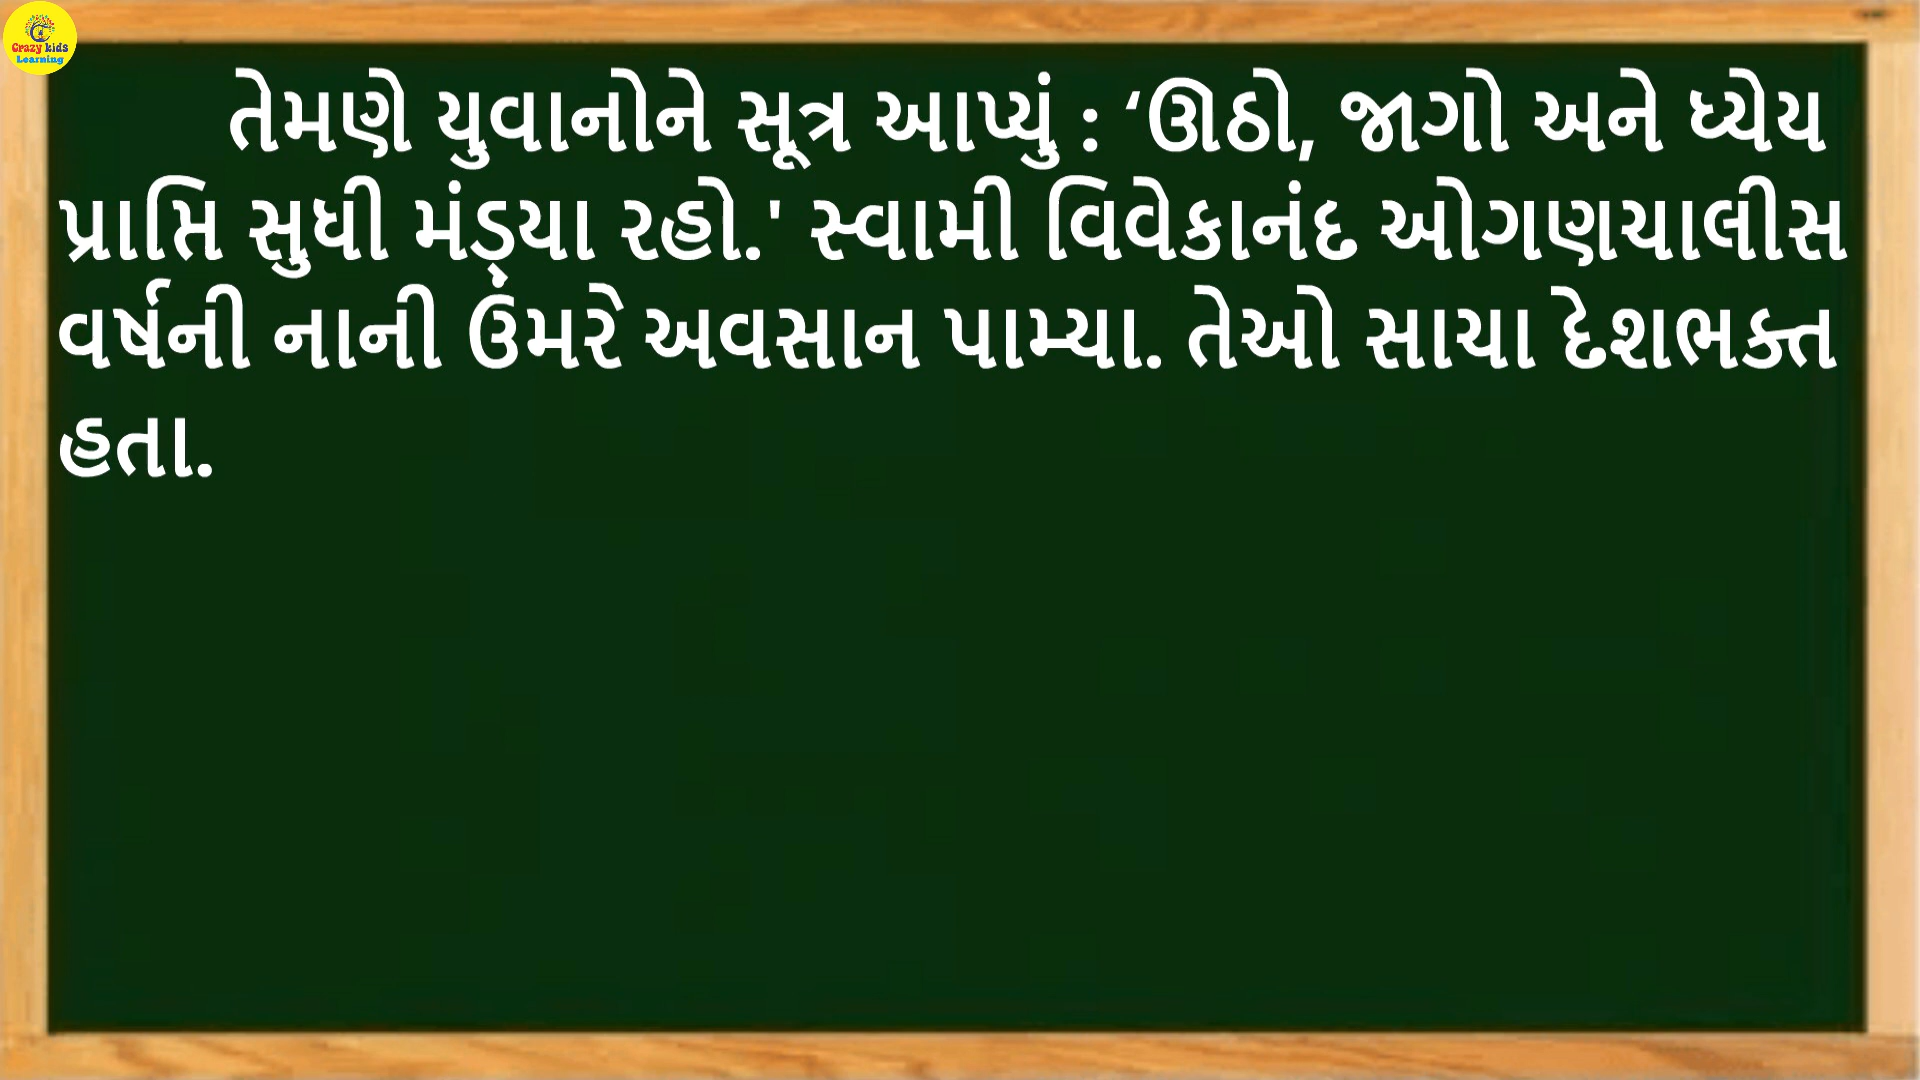 Crazy kids
Learning
તેમણે યુવાનોને સૂત્ર આપ્યું : ‘ઊઠો, જાગો અને ધ્યેય
પ્રાપ્તિ સુધી મંડ્યા રહો.' સ્વામી વિવેકાનંદ ઓગણચાલીસ
વર્ષની નાની ઉંમરે અવસાન પામ્યા. તેઓ સાચા દેશભક્ત
હતા.